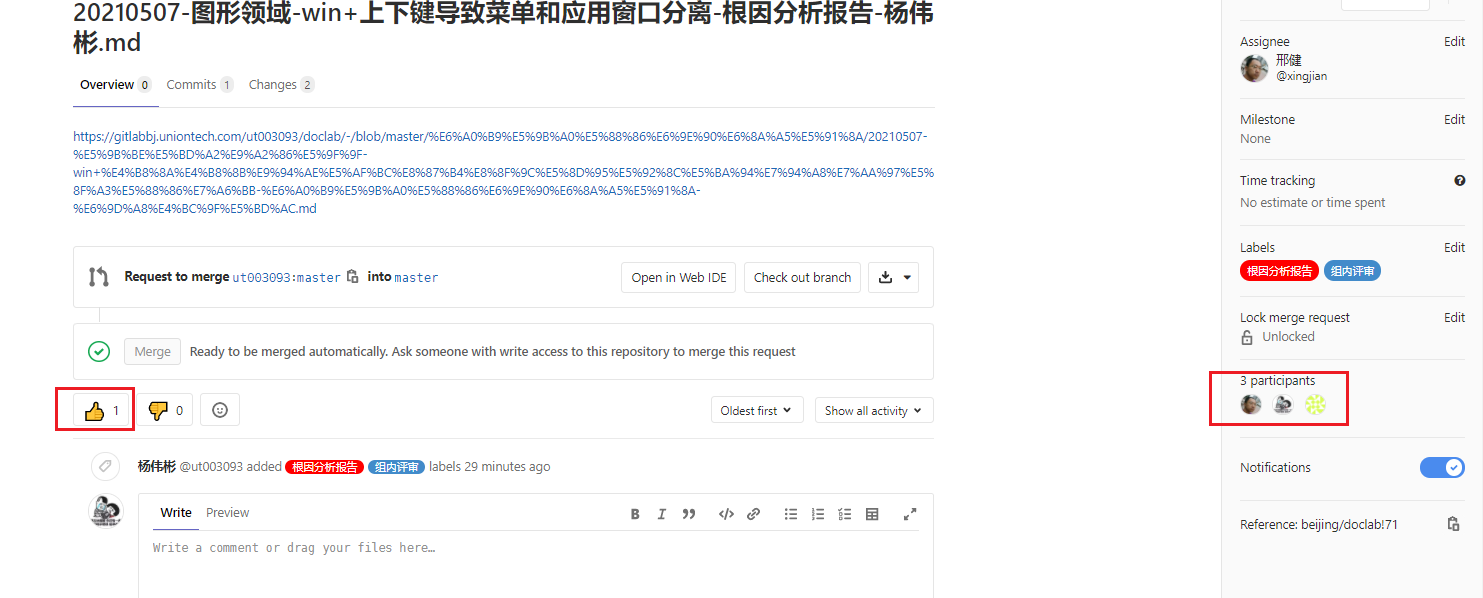 20210507-图形领域-win+上下键导致菜单和应用窗口分离-根因分析报告-杨伟
彬.md
Overview 0 Commits 1 Changes 2
https://gitlabbj.uniontech.com/ut003093/doclab/-/blob/master/%E6%A0%B9%E5%9B%A0%E5%88%86%E6%9E%90%E6%8A%A5%E5%91%8A/20210507-
%E5%9B%BE%E5%BD%A2%E9%A2%86%E5%9F%9F-
win+%E4%B8%8A%E4%B8%8B%E9%94%AE%E5%AF%BC%E8%87%B4%E8%8F%9C%E5%8D%95%E5%92%8C%E5%BA%94%E7%94%A8%E7%AA%97%E5%
8F%A3%E5%88%86%E7%A6%BB-%E6%A0%B9%E5%9B%A0%E5%88%86%E6%9E%90%E6%8A%A5%E5%91%8A-
%E6%9D%A8%E4%BC%9F%E5%BD%AC.md
Request to merge ut003093:master into master
Open in Web IDE Check out branch
Merge Ready to be merged automatically. Ask someone with write access to this repository to merge this request
1 0
Oldest first Show all activity
杨伟彬 @ut003093 added 根因分析报告 组内评审 labels 29 minutes ago
Write Preview
Write a comment or drag your files here…
Assignee Edit
邢健
@xingjian
Milestone Edit
None
Time tracking
No estimate or time spent
Labels Edit
根因分析报告 组内评审
Lock merge request Edit
Unlocked
3 participants
Notifications
Reference: beijing/doclab!71